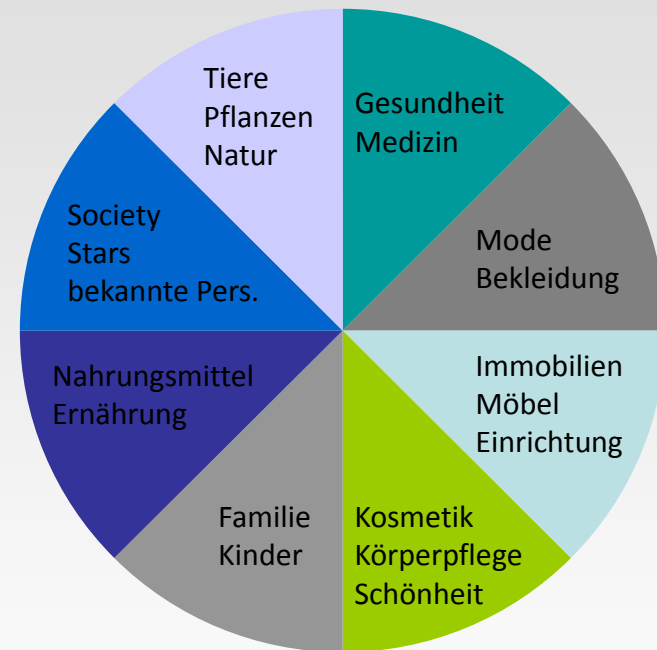 Tiere
Pflanzen
Natur
Gesundheit
Medizin
Mode
Bekleidung
Immobilien
Möbel
Einrichtung
Kosmetik
Körperpflege
Schönheit
Familie
Kinder
Nahrungsmittel
Ernährung
Society
Stars
bekannte Pers.